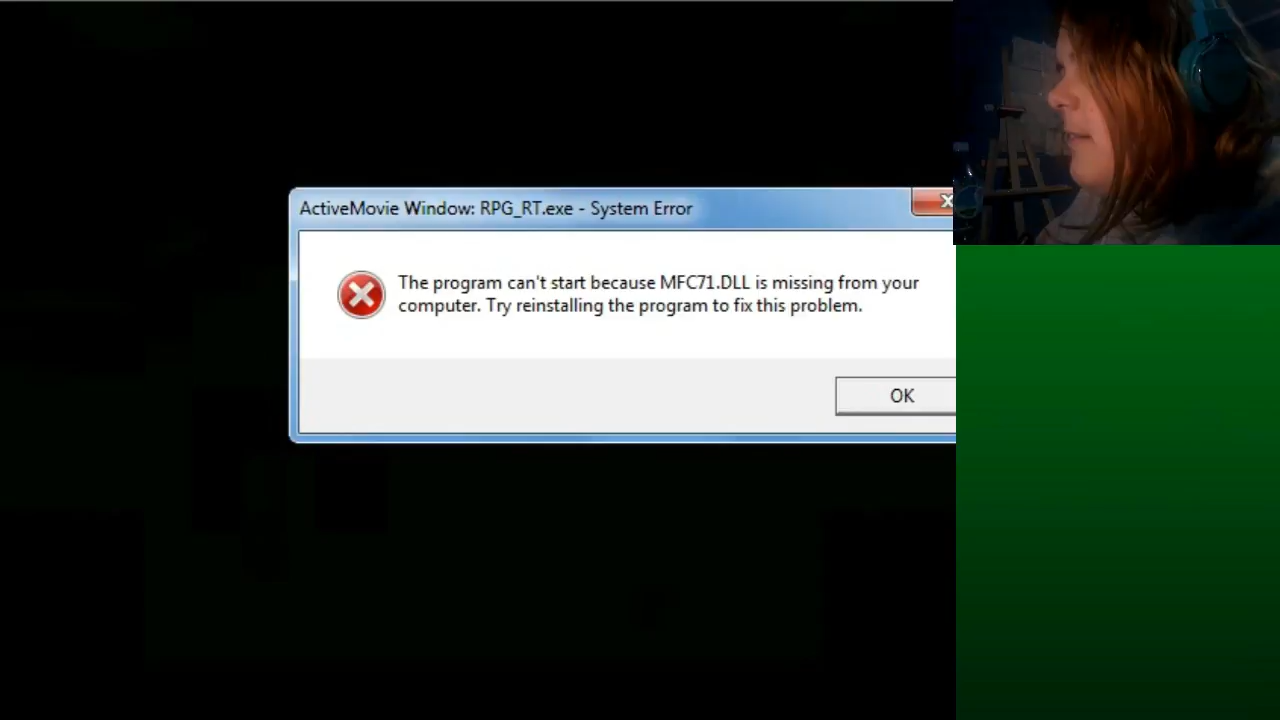 ActiveMovie Window: RPG_RT.exe - System Error
The program can't start because MFC71.DLL is missing from your
computer. Try reinstalling the program to fix this problem.
OK